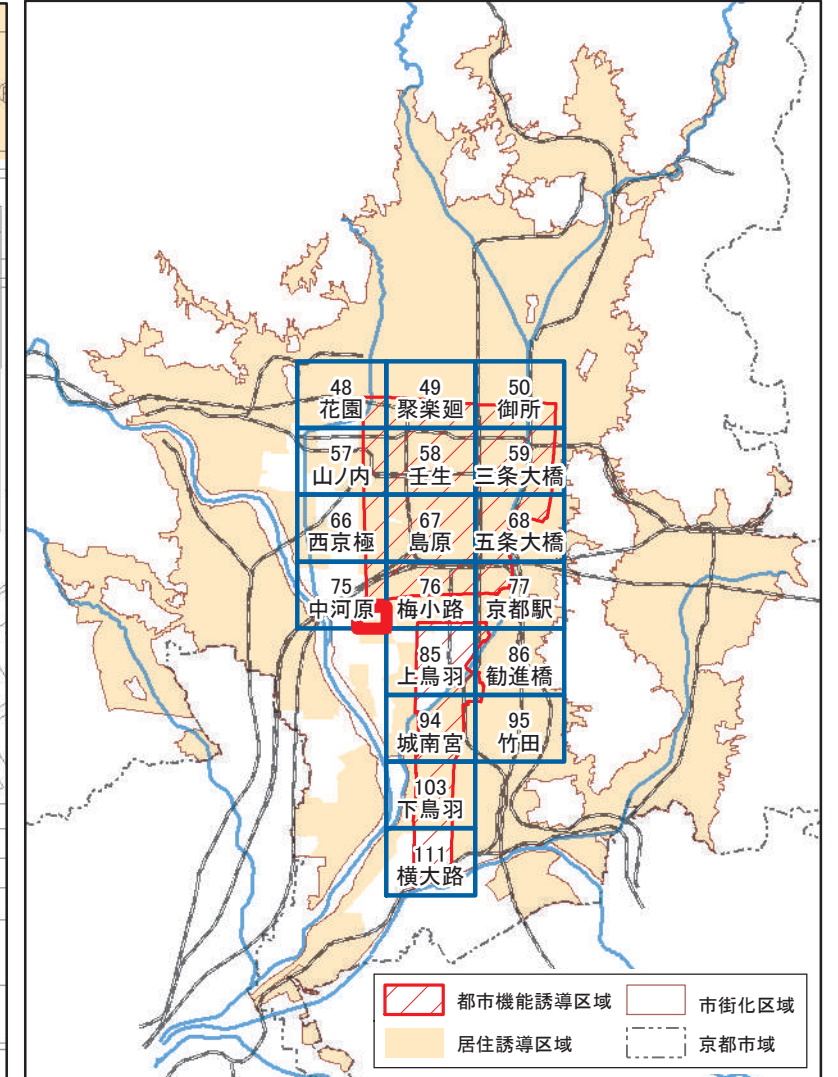 48
花園
49
聚楽廻
50
御所
57
山ノ内
58
壬生
59
三条大橋
66
西京極
67
島原
68
五条大橋
75
中河原
76
梅小路
77
京都駅
85
上鳥羽
86
勧進橋
94
城南宮
95
竹田
103
下鳥羽
111
横大路
都市機能誘導区域
市街化区域
居住誘導区域
京都市域